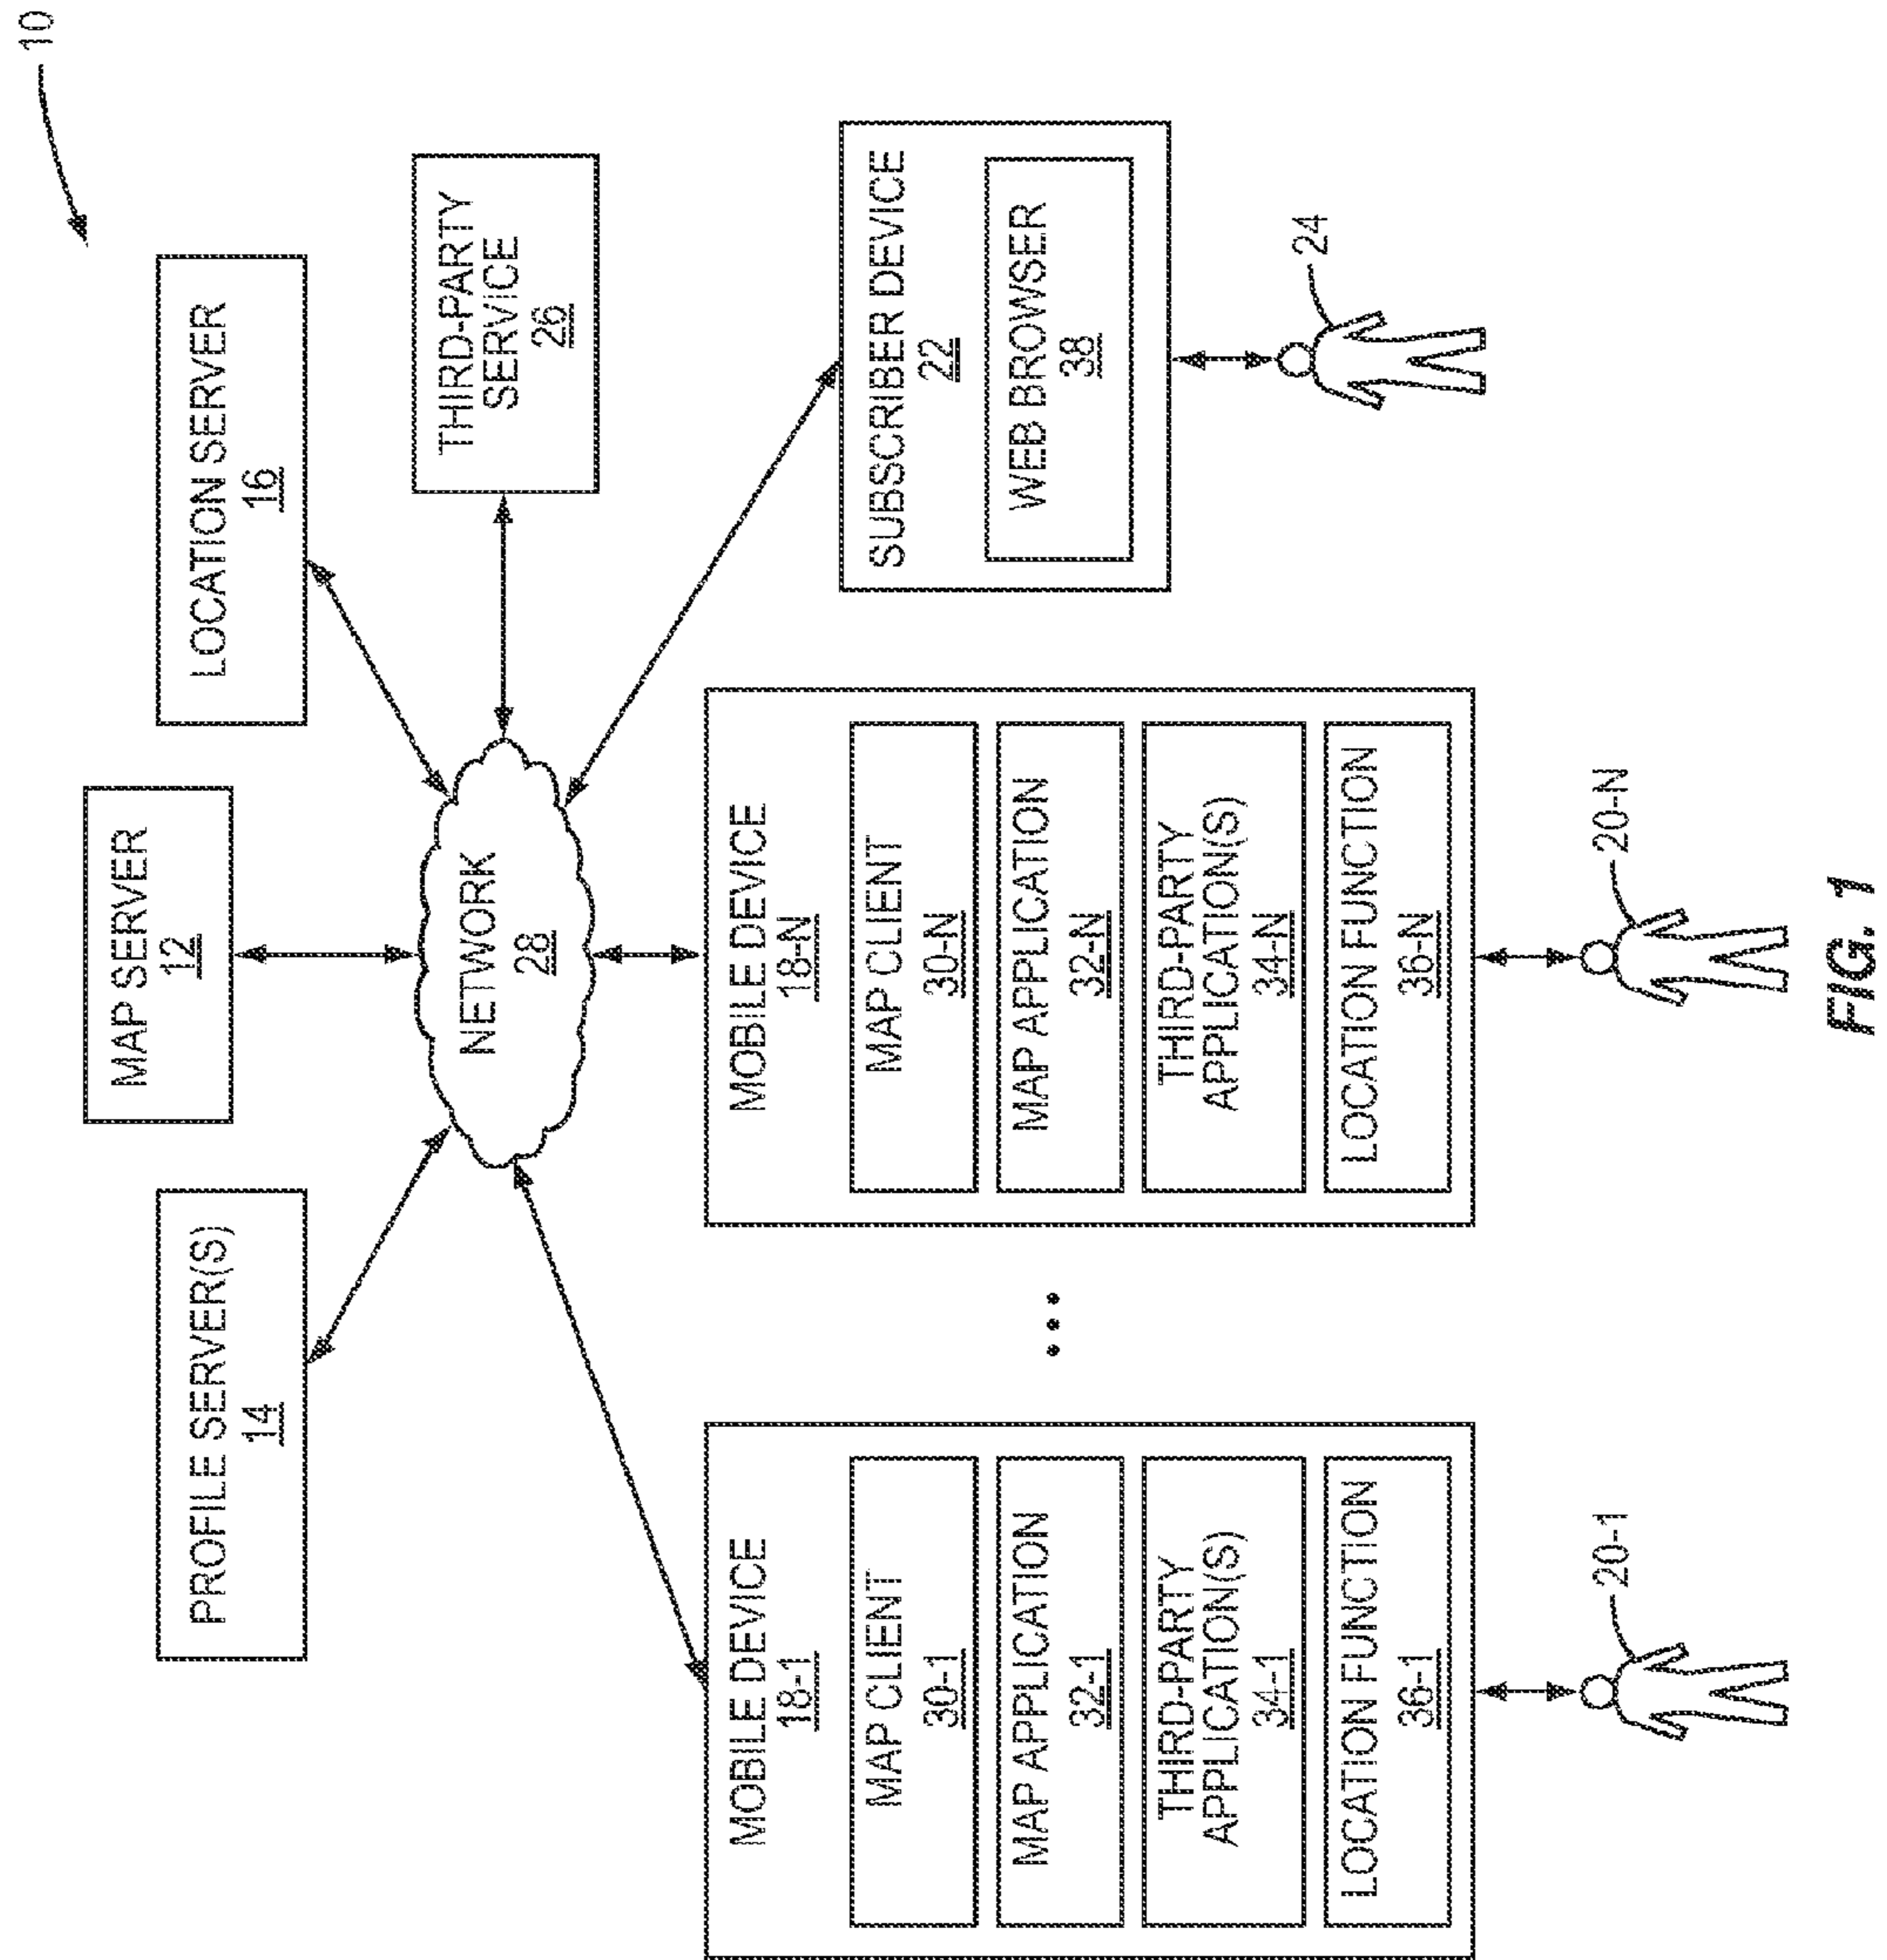 10
MAP SERVER
12
PROFILE SERVER(S)
14
LOCATION SERVER
16
NETWORK
28
THIRD-PARTY
SERVICE
26
MOBILE DEVICE
18-1
MAP CLIENT
30-1
MAP APPLICATION
32-1
THIRD-PARTY
APPLICATION(S)
34-1
LOCATION FUNCTION
36-1
20-1
MOBILE DEVICE
18-N
MAP CLIENT
30-N
MAP APPLICATION
32-N
THIRD-PARTY
APPLICATION(S)
34-N
LOCATION FUNCTION
36-N
20-N
SUBSCRIBER DEVICE
22
WEB BROWSER
38
24
FIG. 1